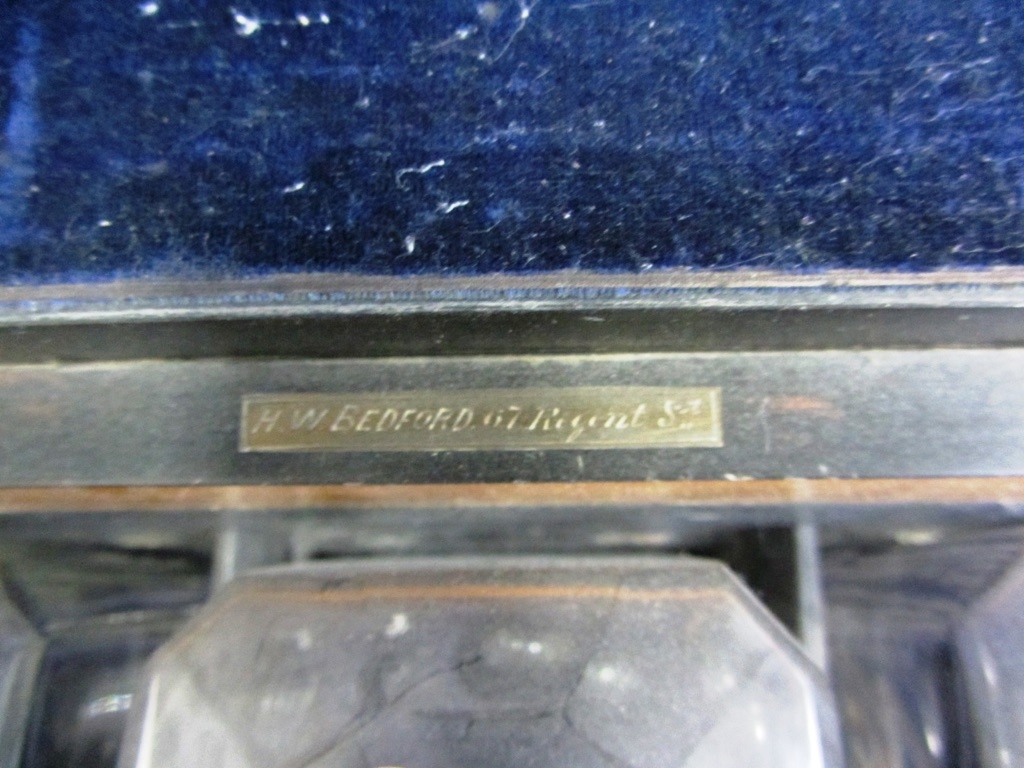 H. W BEDFORD. 67 Regent St